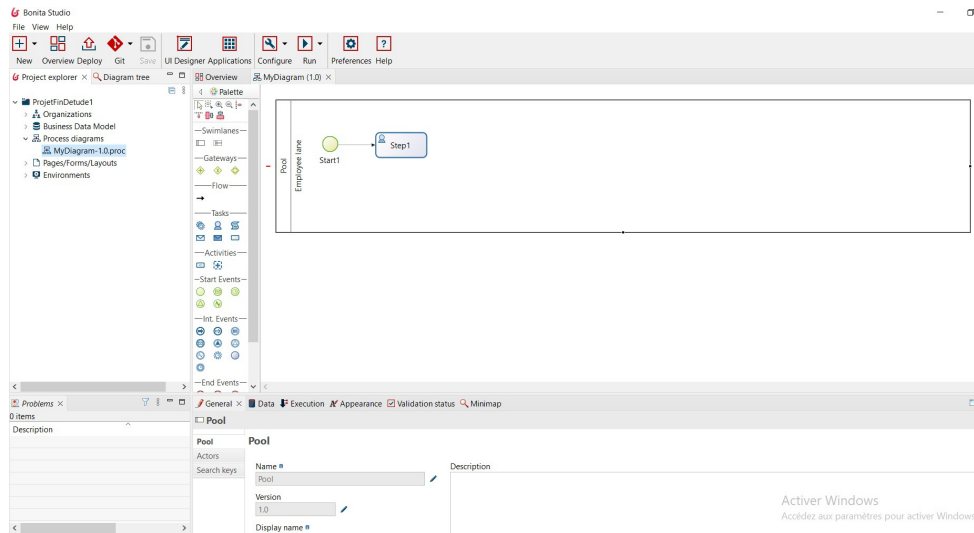 Bonita Studio
File View Help
New Overview Deploy Git Save UI Designer Applications Configure Run Preferences Help
Project explorer Diagram tree
Overview MyDiagram (1.0)
Palette
ProjetFinDetude1
Organizations
Business Data Model
Process diagrams
MyDiagram-1.0.proc
Pages/Forms/Layouts
Environments
Swimlanes
Gateways
Flow
Tasks
Activities
Start Events
Int. Events
End Events
Pool
Employee lane
Start1
Step1
Problems
0 items
Description
General Data Execution Appearance Validation status Minimap
Pool
Pool
Actors
Search keys
Pool
Name
Pool
Version
1.0
Display name
Description
Activer Windows
Accédez aux paramètres pour activer Windows